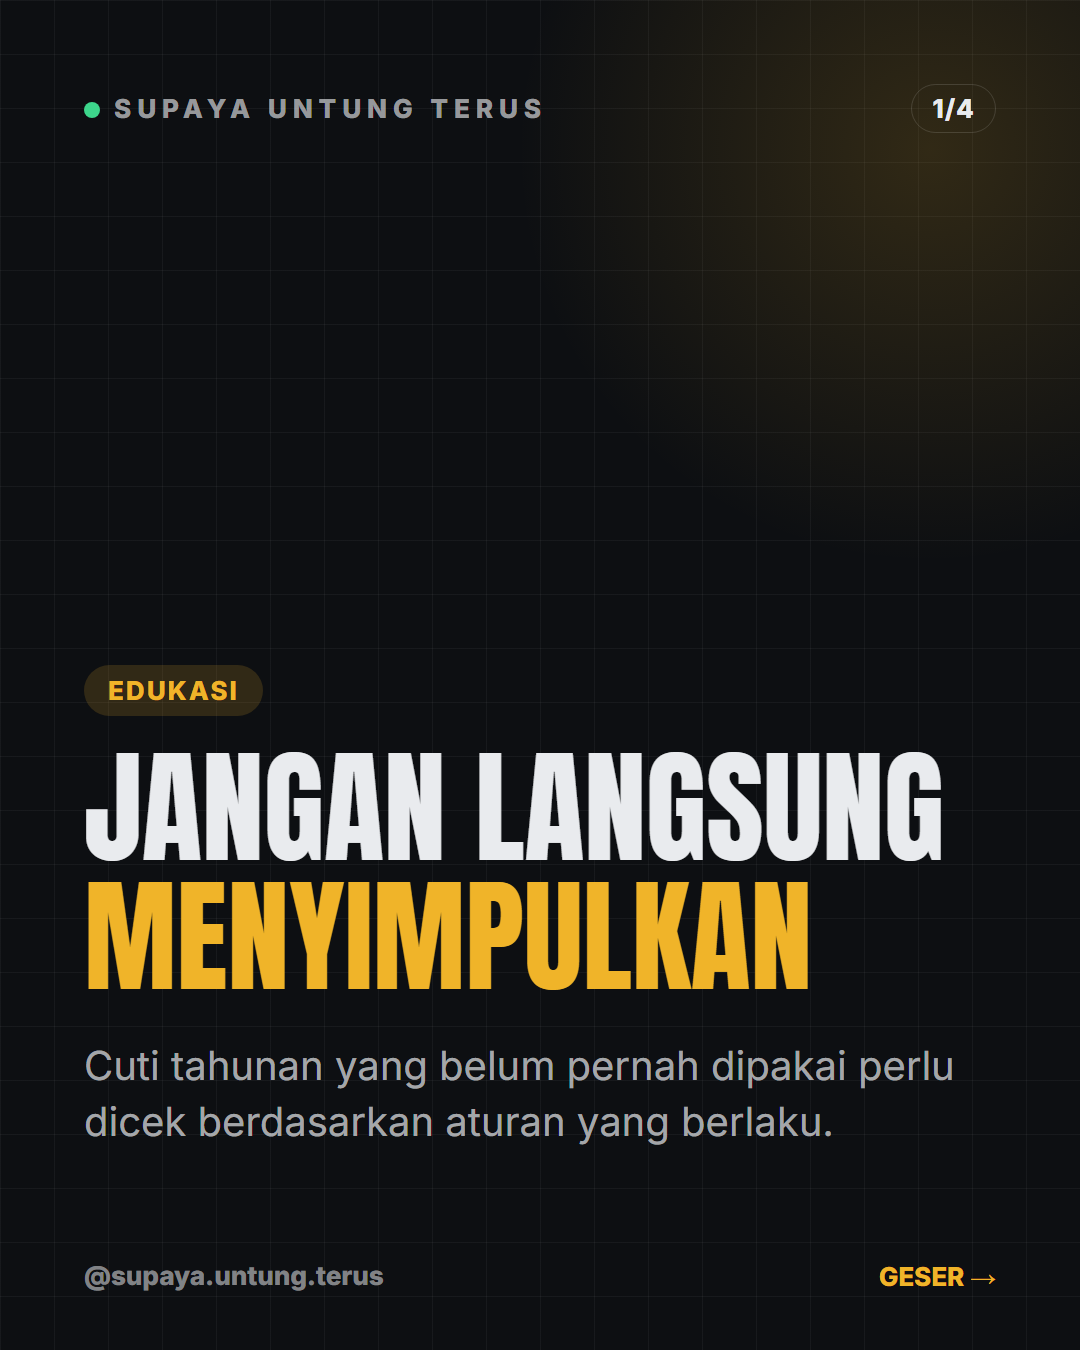 SUPAYA UNTUNG TERUS
1/4
EDUKASI
JANGAN LANGSUNG
MENYIMPULKAN
Cuti tahunan yang belum pernah dipakai perlu
dicek berdasarkan aturan yang berlaku.
@supaya.untung.terus
GESER →